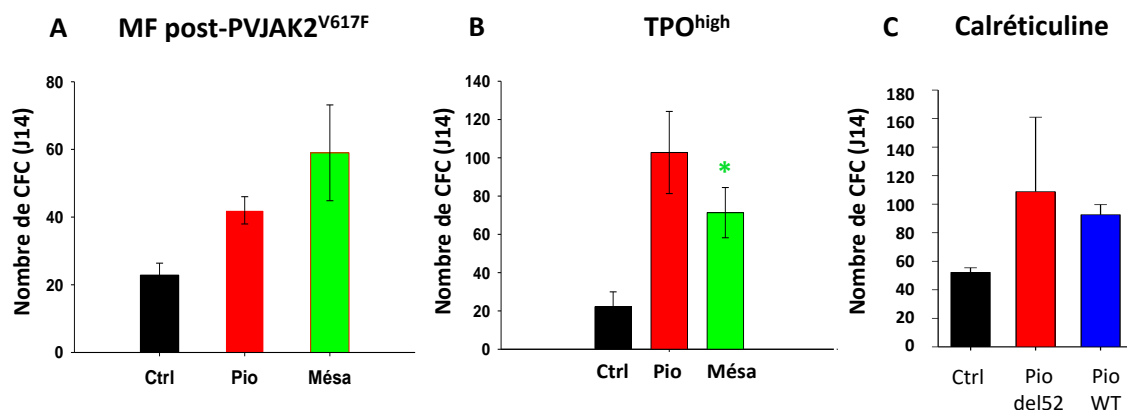 A MF post-PVJAK2V617F
Nombre de CFC (J14)
80
60
40
20
0
Ctrl Pio Mésa
B TPOhigh
Nombre de CFC (J14)
140
120
100
80
60
40
20
0
*
Ctrl Pio Mésa
C Calréticuline
Nombre de CFC (J14)
180
160
140
120
100
80
60
40
20
0
Ctrl Pio Pio
del52 WT